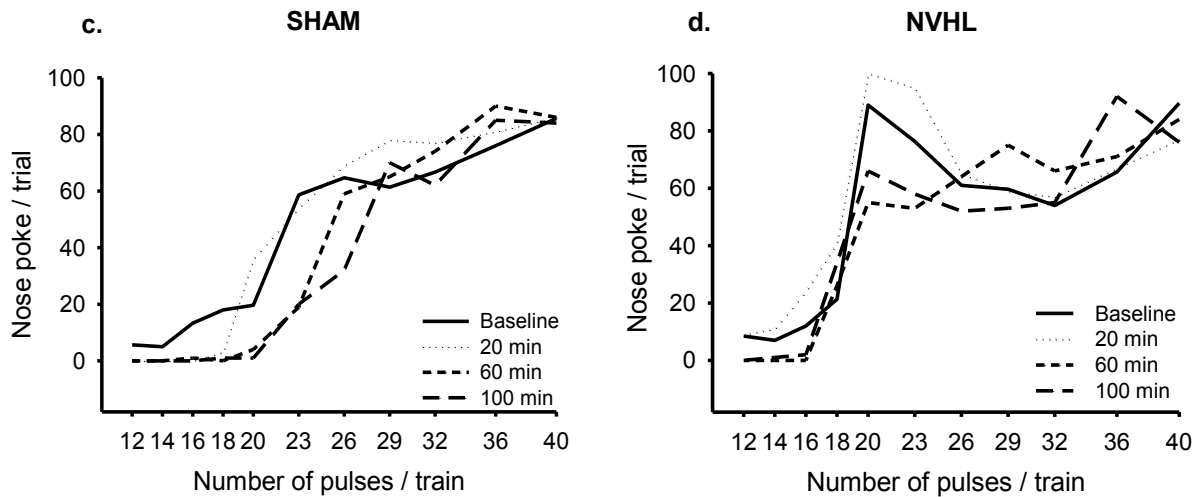 c.
SHAM
100
80
60
40
20
0
Nose poke / trial
Baseline
20 min
60 min
100 min
12 14 16 18 20 23 26 29 32 36 40
Number of pulses / train
d.
NVHL
100
80
60
40
20
0
Nose poke / trial
Baseline
20 min
60 min
100 min
12 14 16 18 20 23 26 29 32 36 40
Number of pulses / train